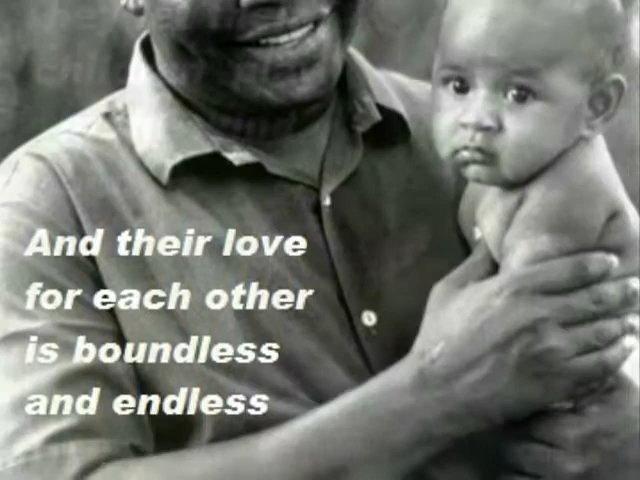 And their love
for each other
is boundless
and endless